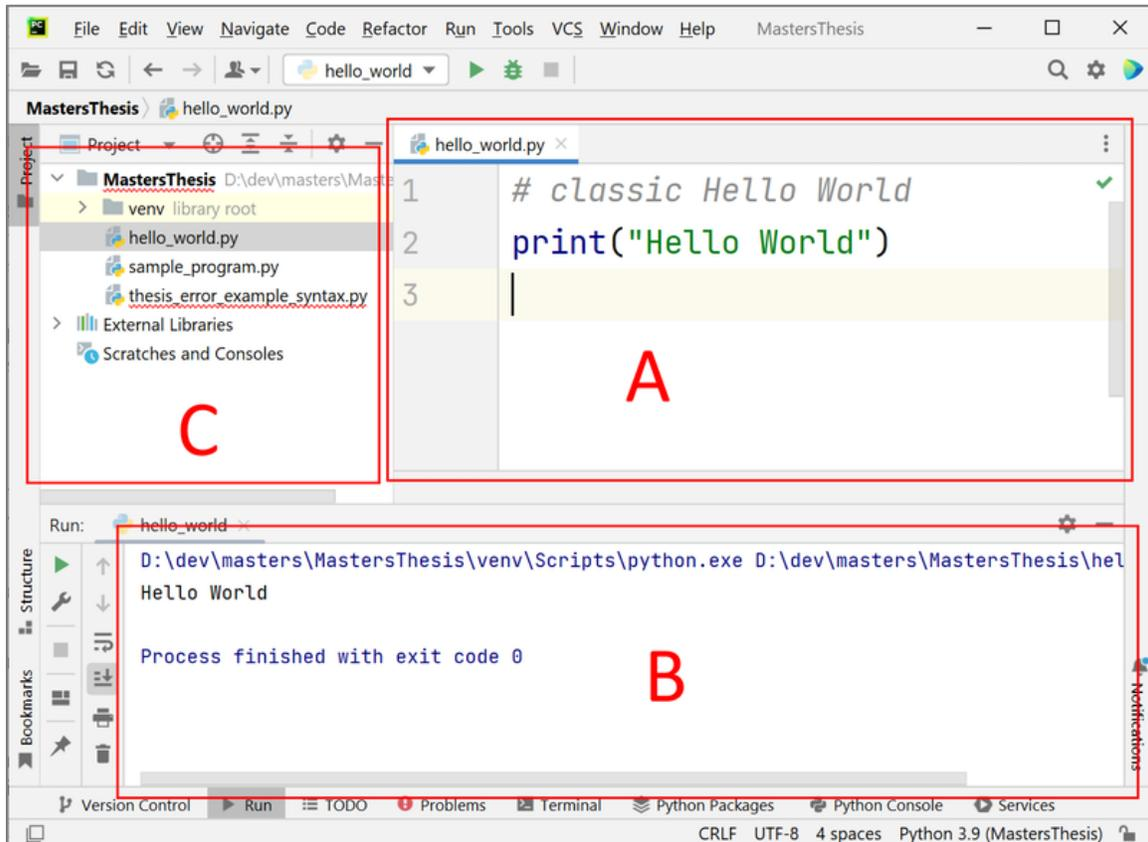 PC
File Edit View Navigate Code Refactor Run Tools VCS Window Help MastersThesis
hello_world
MastersThesis hello_world.py
Project
Project
hello_world.py
MastersThesis D:\dev\masters\Maste
venv library root
hello_world.py
sample_program.py
thesis_error_example_syntax.py
External Libraries
Scratches and Consoles
C
1 # classic Hello World
2 print("Hello World")
3
A
Run: hello_world
D:\dev\masters\MastersThesis\venv\Scripts\python.exe D:\dev\masters\MastersThesis\hel
Hello World
Process finished with exit code 0
B
Structure
Bookmarks
Notifications
Version Control Run TODO Problems Terminal Python Packages Python Console Services
CRLF UTF-8 4 spaces Python 3.9 (MastersThesis)